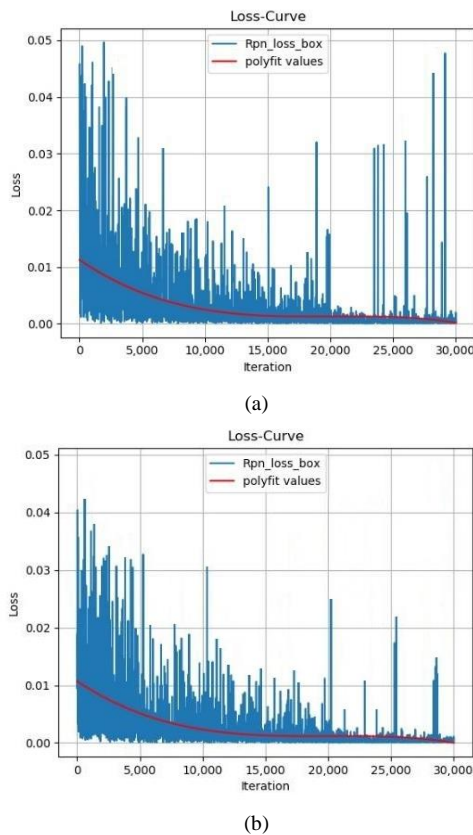 Loss-Curve
0.05
0.04
0.03
0.02
0.01
0.00
Loss
Rpn_loss_box
polyfit values
0 5,000 10,000 15,000 20,000 25,000 30,000
Iteration
(a)
Loss-Curve
0.05
0.04
0.03
0.02
0.01
0.00
Loss
Rpn_loss_box
polyfit values
0 5,000 10,000 15,000 20,000 25,000 30,000
Iteration
(b)